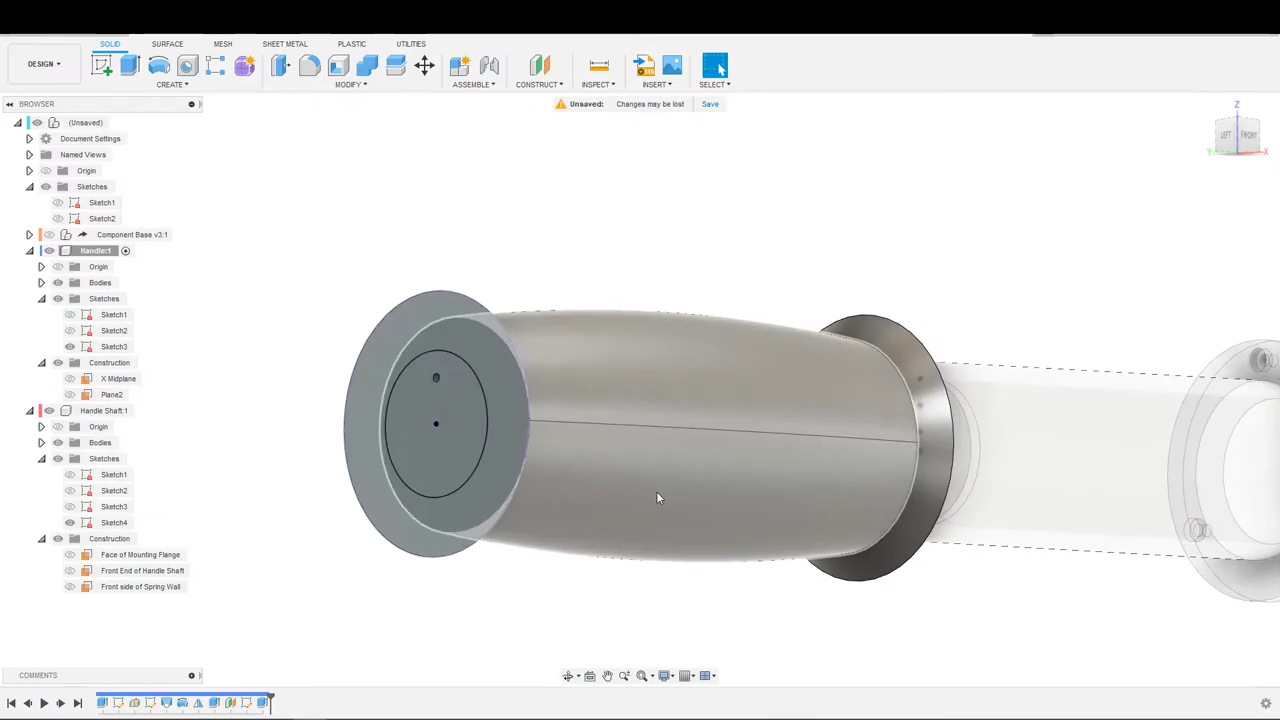 SOLID SURFACE MESH SHEET METAL PLASTIC UTILITIES
DESIGN
CREATE MODIFY ASSEMBLE CONSTRUCT INSPECT INSERT SELECT
BROWSER
Unsaved: Changes may be lost Save
(Unsaved)
Document Settings
Named Views
Origin
Sketches
Sketch1
Sketch2
Component Base v3:1
Handle:1
Origin
Bodies
Sketches
Sketch1
Sketch2
Sketch3
Construction
X Midplane
Plane2
Handle Shaft:1
Origin
Bodies
Sketches
Sketch1
Sketch2
Sketch3
Sketch4
Construction
Face of Mounting Flange
Front End of Handle Shaft
Front side of Spring Wall
Z
LEFT FRONT
Y X
COMMENTS